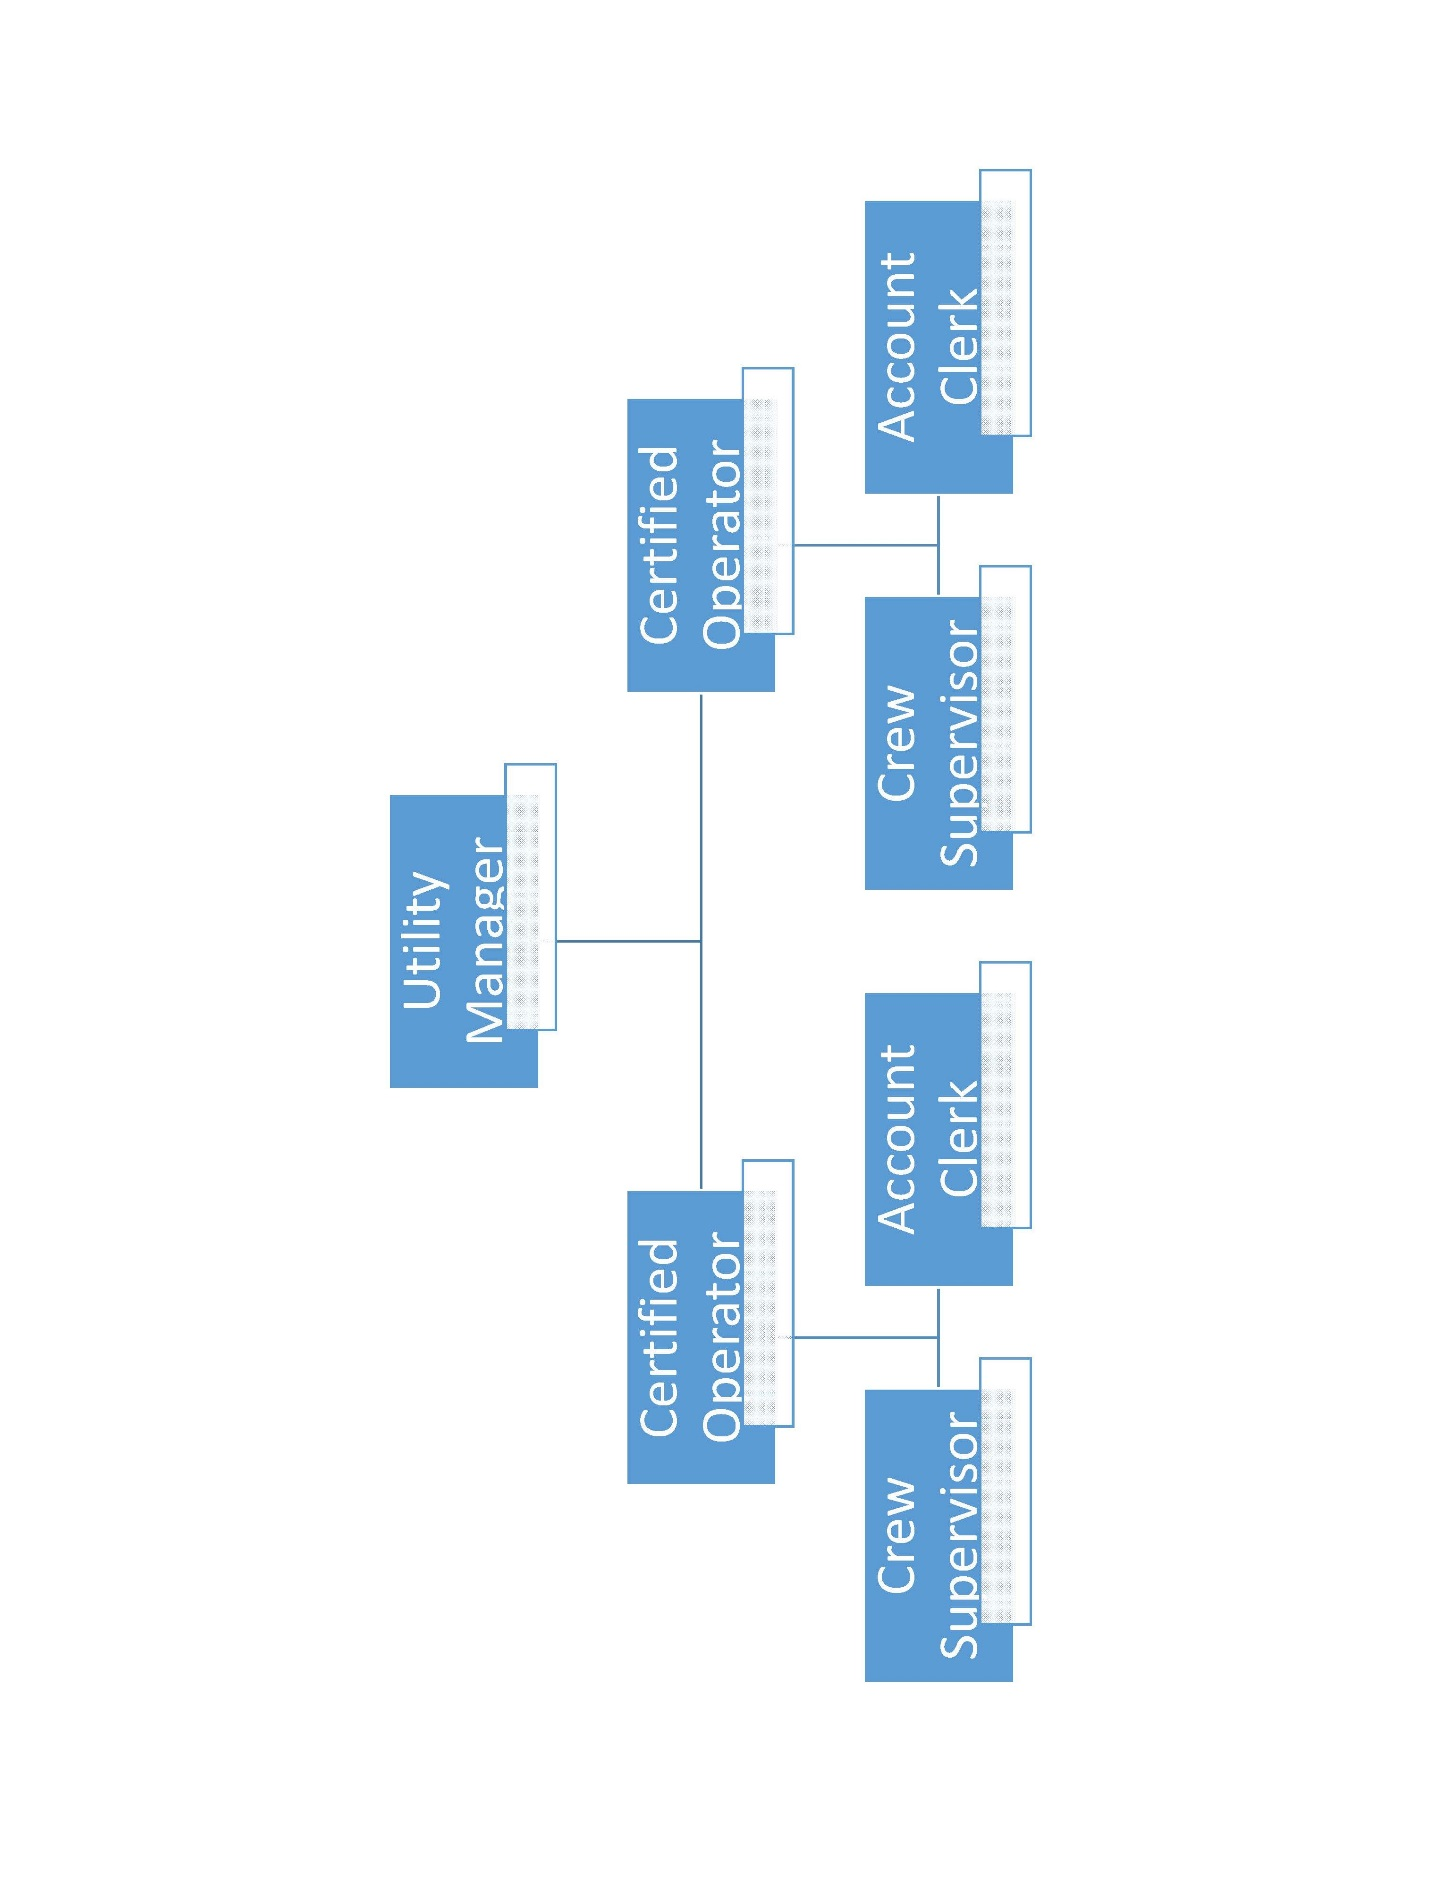 Utility
Manager
Certified
Operator
Certified
Operator
Crew
Supervisor
Account
Clerk
Crew
Supervisor
Account
Clerk